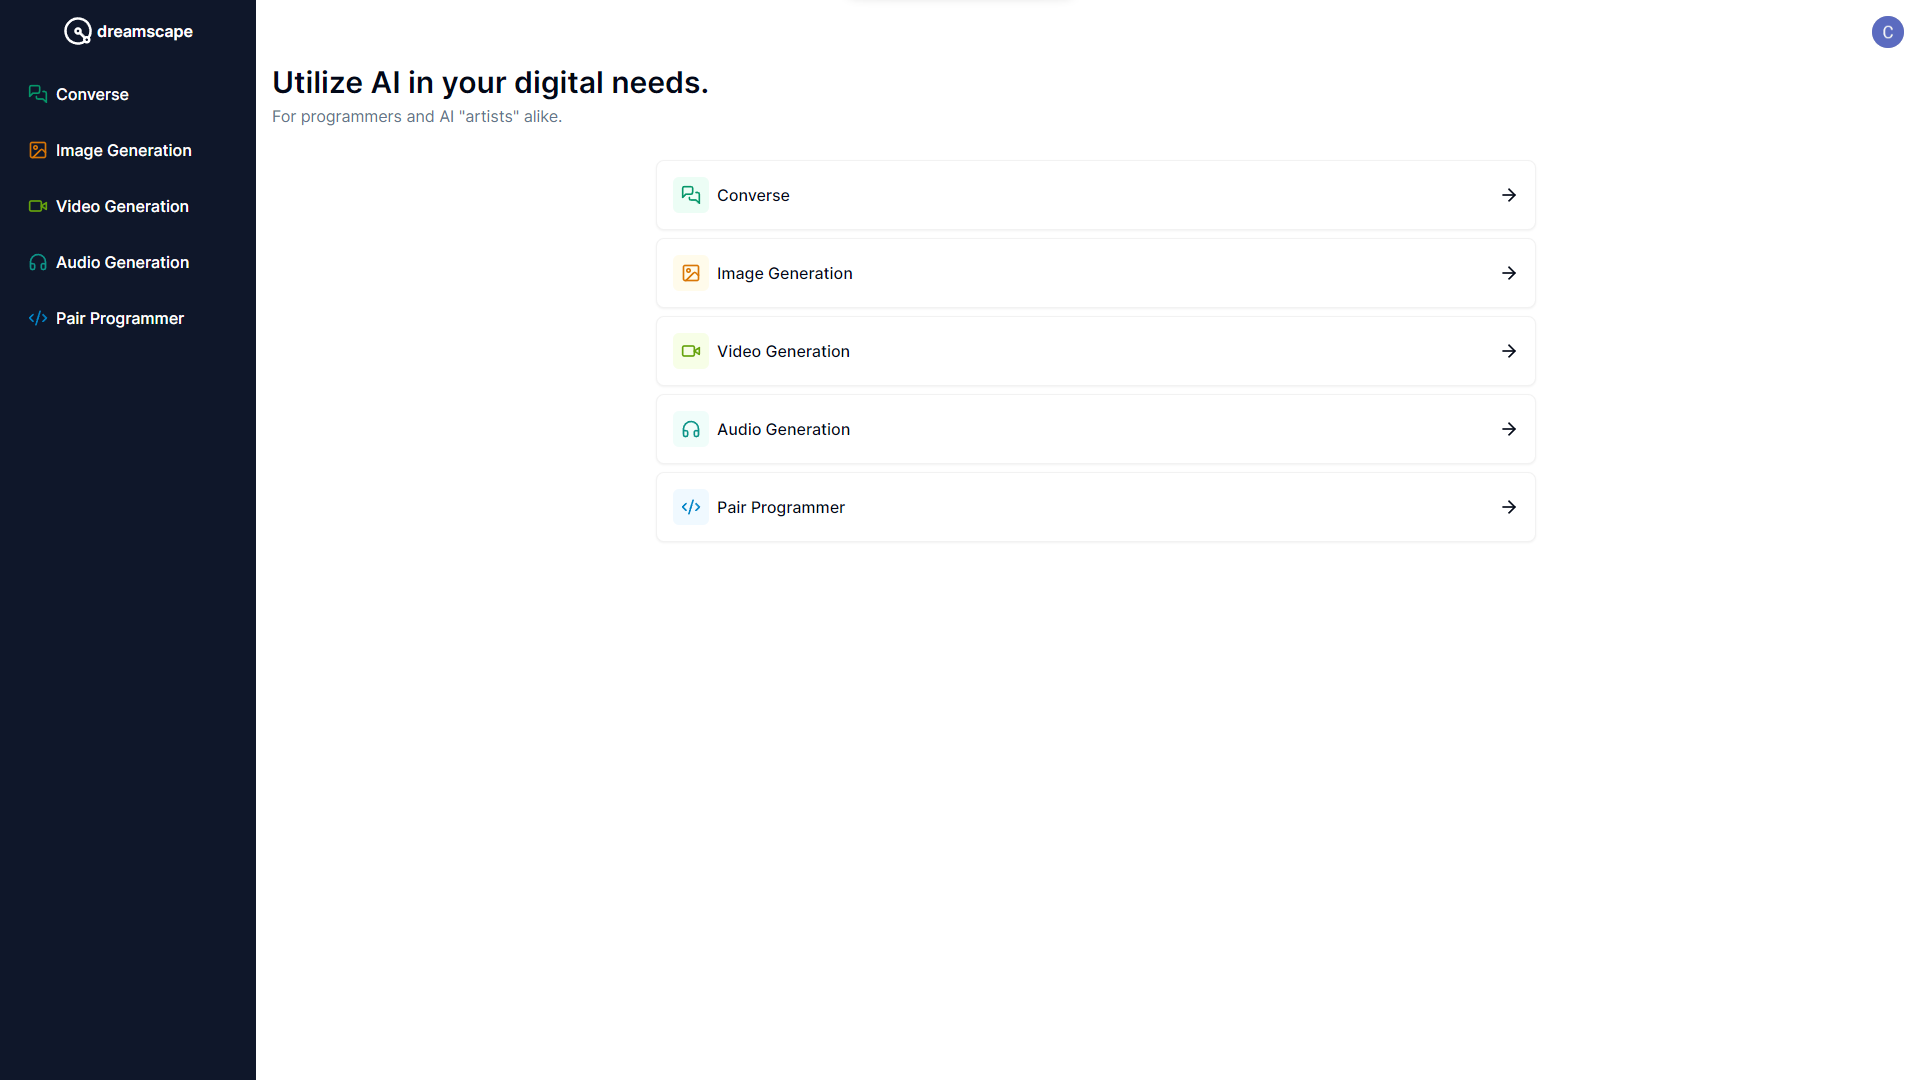 dreamscape
Converse
Image Generation
Video Generation
Audio Generation
Pair Programmer
C
Utilize AI in your digital needs.
For programmers and AI "artists" alike.
Converse
Image Generation
Video Generation
Audio Generation
Pair Programmer